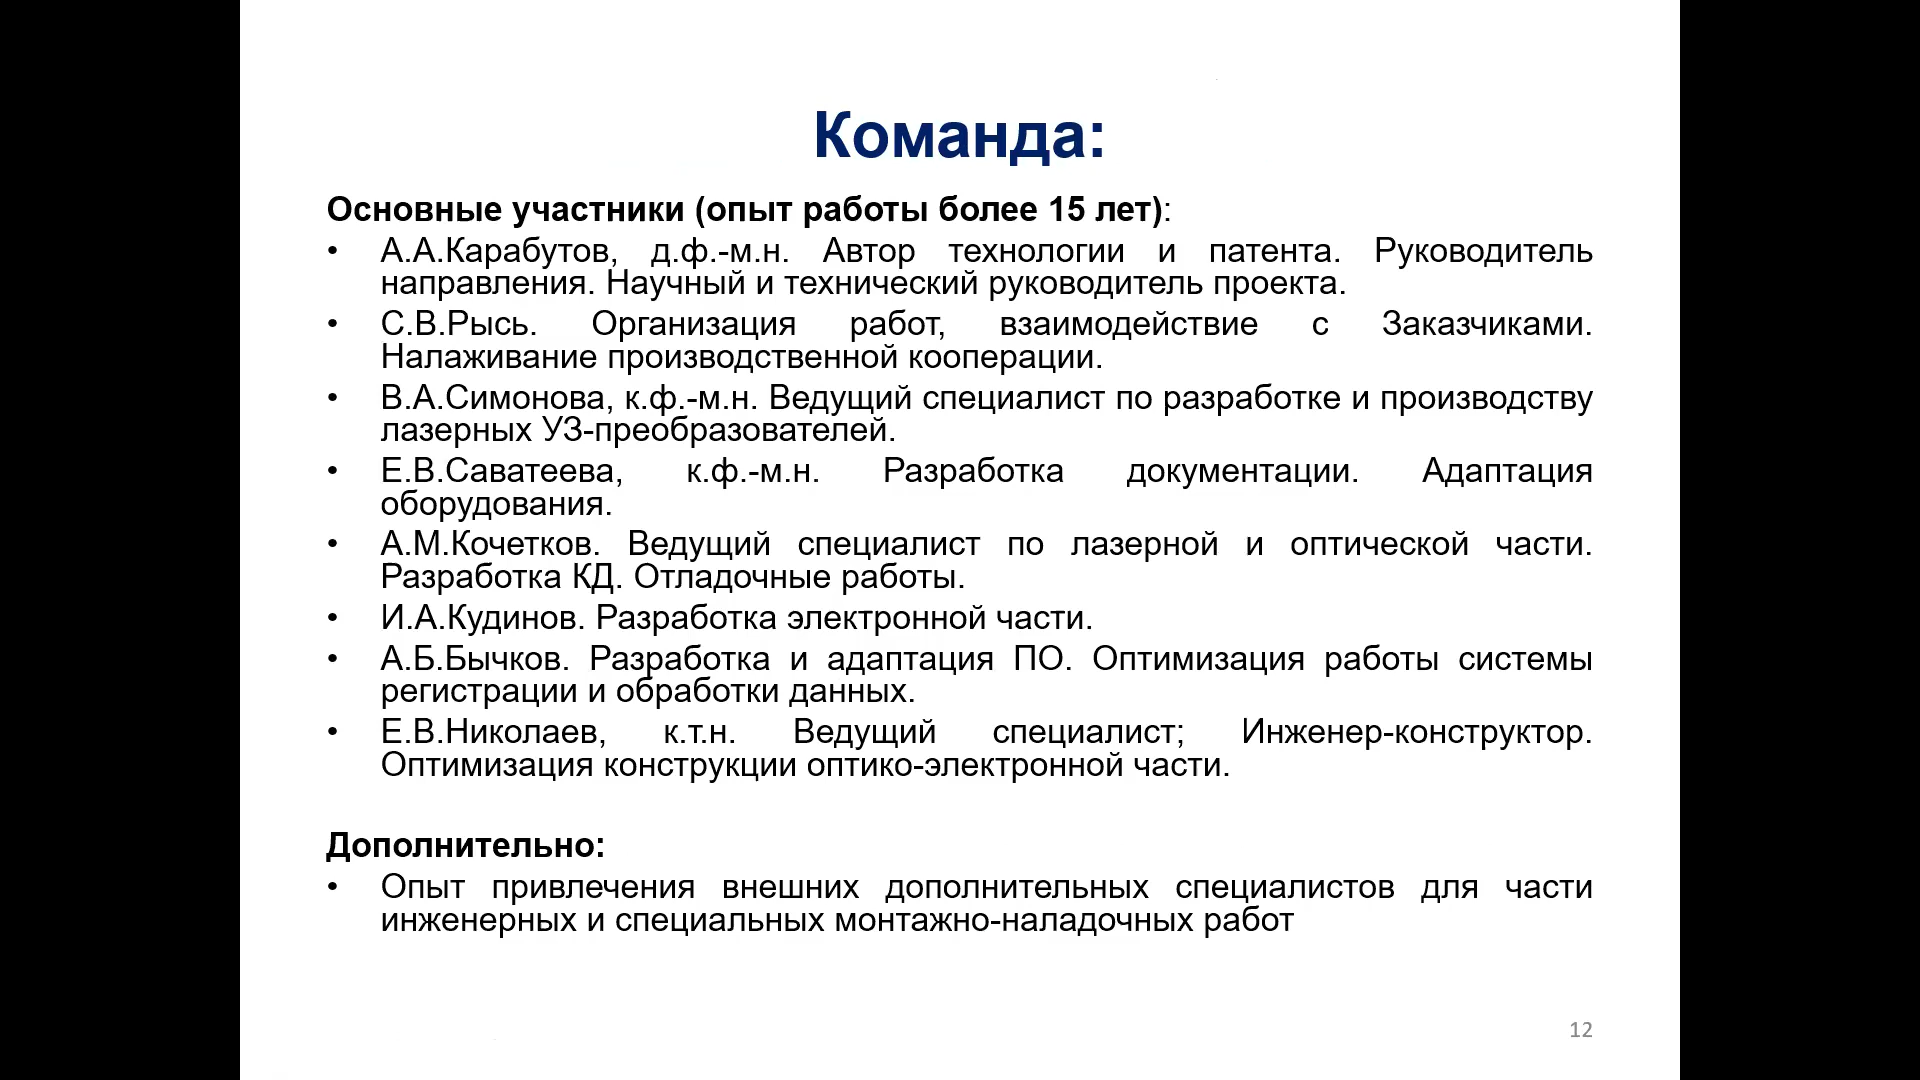 Команда:
Основные участники (опыт работы более 15 лет):
• А.А.Карабутов, д.ф.-м.н. Автор технологии и патента. Руководитель
направления. Научный и технический руководитель проекта.
• С.В.Рысь. Организация работ, взаимодействие с Заказчиками.
Налаживание производственной кооперации.
• В.А.Симонова, к.ф.-м.н. Ведущий специалист по разработке и производству
лазерных УЗ-преобразователей.
• Е.В.Саватеева, к.ф.-м.н. Разработка документации. Адаптация
оборудования.
• А.М.Кочетков. Ведущий специалист по лазерной и оптической части.
Разработка КД. Отладочные работы.
• И.А.Кудинов. Разработка электронной части.
• А.Б.Бычков. Разработка и адаптация ПО. Оптимизация работы системы
регистрации и обработки данных.
• Е.В.Николаев, к.т.н. Ведущий специалист; Инженер-конструктор.
Оптимизация конструкции оптико-электронной части.
Дополнительно:
• Опыт привлечения внешних дополнительных специалистов для части
инженерных и специальных монтажно-наладочных работ
12